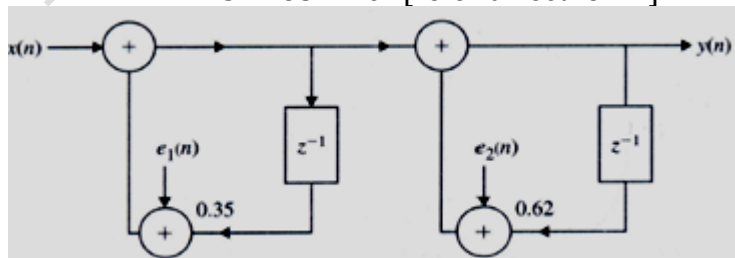 x(n)
+
+
y(n)
z⁻¹
z⁻¹
e₁(n)
e₂(n)
0.35
0.62
+
+